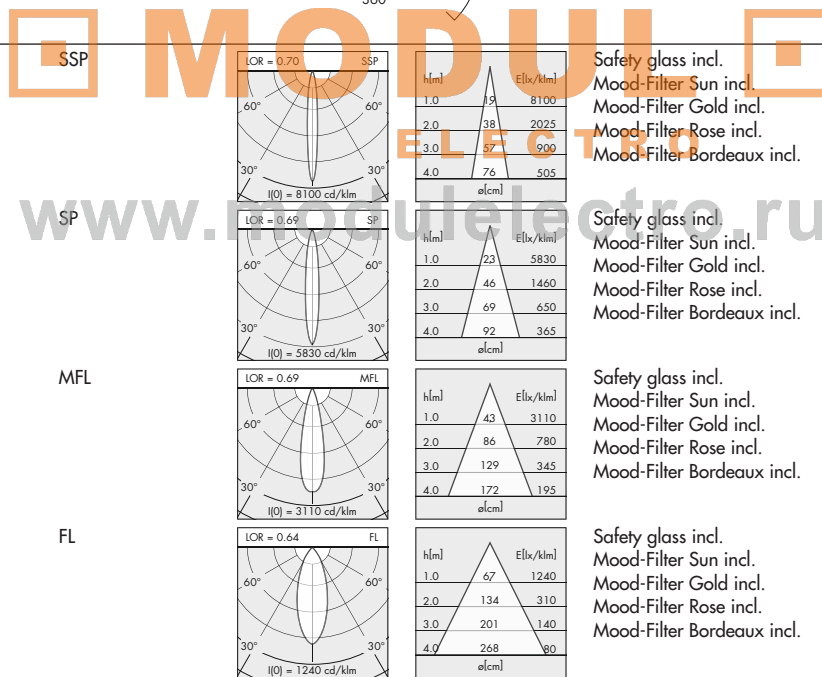 360
MODUL
ELECTRO
www.modulelectro.ru
SSP
LOR = 0.70 SSP
60° 60°
30° 30°
I(0) = 8100 cd/klm
h[m] E[lx/klm]
1.0 19 8100
2.0 38 2025
3.0 57 900
4.0 76 505
ø[cm]
Safety glass incl.
Mood-Filter Sun incl.
Mood-Filter Gold incl.
Mood-Filter Rose incl.
Mood-Filter Bordeaux incl.
SP
LOR = 0.69 SP
60° 60°
30° 30°
I(0) = 5830 cd/klm
h[m] E[lx/klm]
1.0 23 5830
2.0 46 1460
3.0 69 650
4.0 92 365
ø[cm]
Safety glass incl.
Mood-Filter Sun incl.
Mood-Filter Gold incl.
Mood-Filter Rose incl.
Mood-Filter Bordeaux incl.
MFL
LOR = 0.69 MFL
60° 60°
30° 30°
I(0) = 3110 cd/klm
h[m] E[lx/klm]
1.0 43 3110
2.0 86 780
3.0 129 345
4.0 172 195
ø[cm]
Safety glass incl.
Mood-Filter Sun incl.
Mood-Filter Gold incl.
Mood-Filter Rose incl.
Mood-Filter Bordeaux incl.
FL
LOR = 0.64 FL
60° 60°
30° 30°
I(0) = 1240 cd/klm
h[m] E[lx/klm]
1.0 67 1240
2.0 134 310
3.0 201 140
4.0 268 80
ø[cm]
Safety glass incl.
Mood-Filter Sun incl.
Mood-Filter Gold incl.
Mood-Filter Rose incl.
Mood-Filter Bordeaux incl.